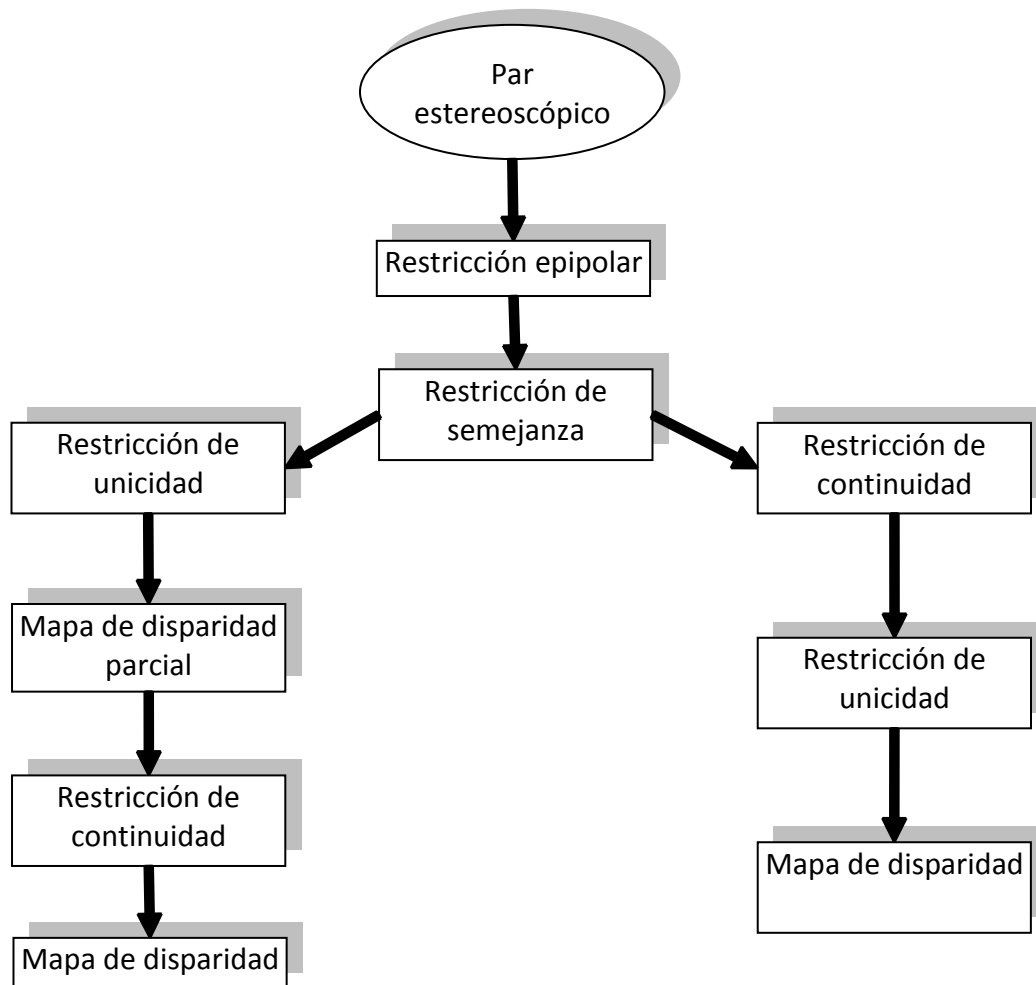 Par
estereoscópico
Restricción epipolar
Restricción de
semejanza
Restricción de
unicidad
Mapa de disparidad
parcial
Restricción de
continuidad
Mapa de disparidad
Restricción de
continuidad
Restricción de
unicidad
Mapa de disparidad